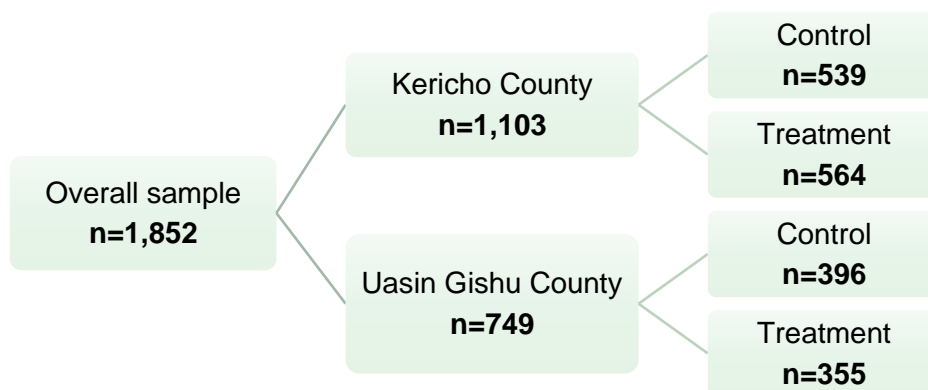 Overall sample
n=1,852
Kericho County
n=1,103
Control
n=539
Treatment
n=564
Uasin Gishu County
n=749
Control
n=396
Treatment
n=355